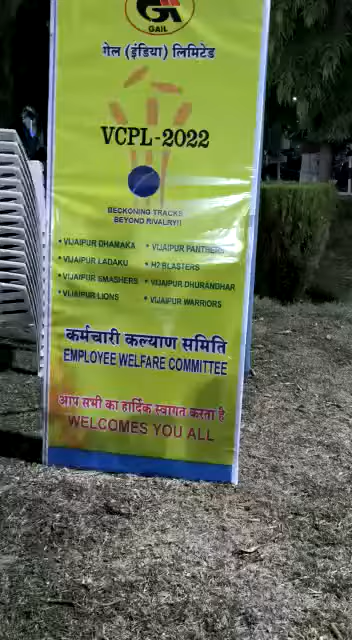 GAIL
गेल (इंडिया) लिमिटेड
VCPL-2022
BECKONING TRACKS
BEYOND RIVALRY!!
• VIJAIPUR DHAMAKA • VIJAIPUR PANTHERS
• VIJAIPUR LADAKU • H2 BLASTERS
• VIJAIPUR SMASHERS • VIJAIPUR DHURANDHAR
• VIJAIPUR LIONS • VIJAIPUR WARRIORS
कर्मचारी कल्याण समिति
EMPLOYEE WELFARE COMMITTEE
आप सभी का हार्दिक स्वागत करता है
WELCOMES YOU ALL